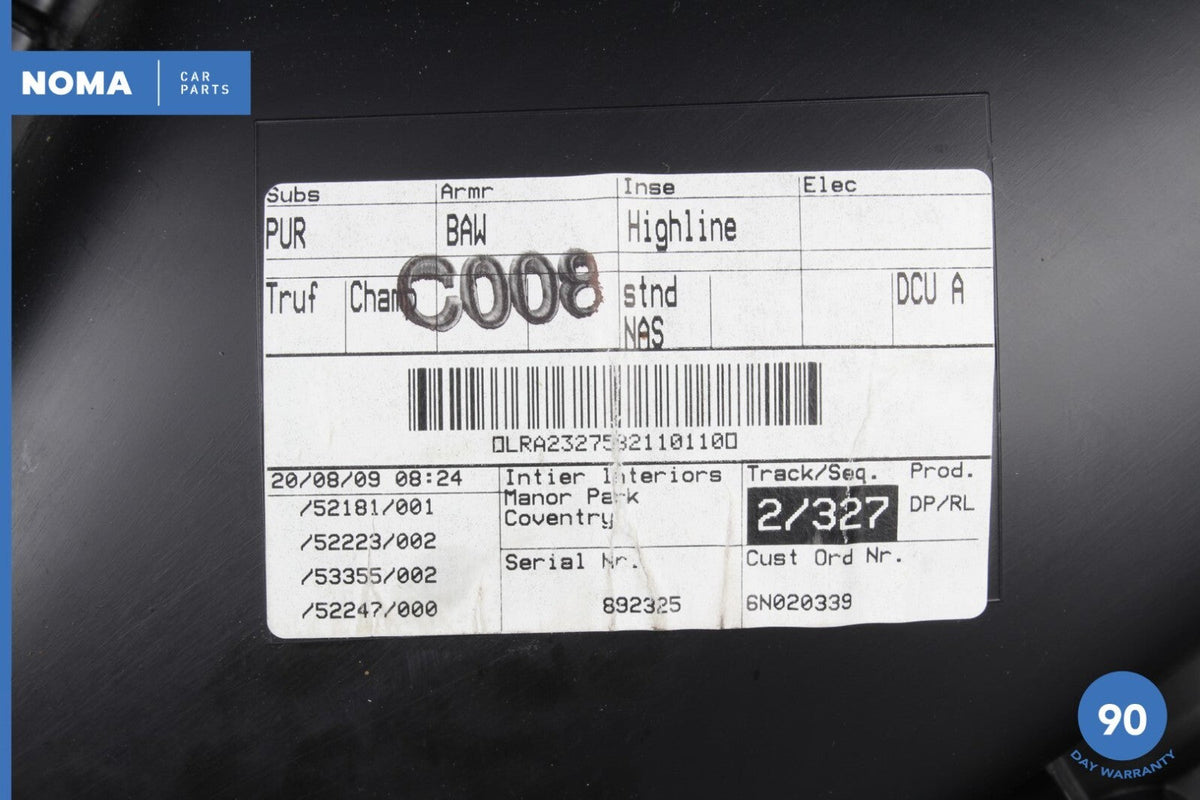 NOMA CAR PARTS
Subs Armr Inse Elec
PUR BAW Highline
Truf Champ C008 stnd DCU A
NAS
LRA2327582110110
20/08/09 08:24 Intier Interiors Track/Seq. Prod.
/52181/001 Manor Park 2/327 DP/RL
/52223/002 Coventry
/53355/002 Serial Nr. Cust Ord Nr.
/52247/000 892325 6N020339
90
DAY WARRANTY